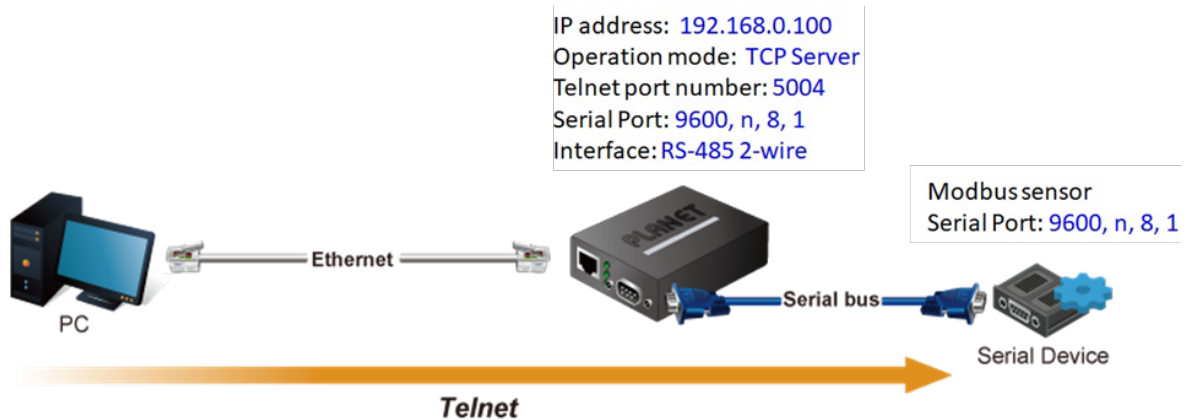 IP address: 192.168.0.100
Operation mode: TCP Server
Telnet port number: 5004
Serial Port: 9600, n, 8, 1
Interface: RS-485 2-wire
Modbus sensor
Serial Port: 9600, n, 8, 1
PLANET
Ethernet
Serial bus
PC
Serial Device
Telnet